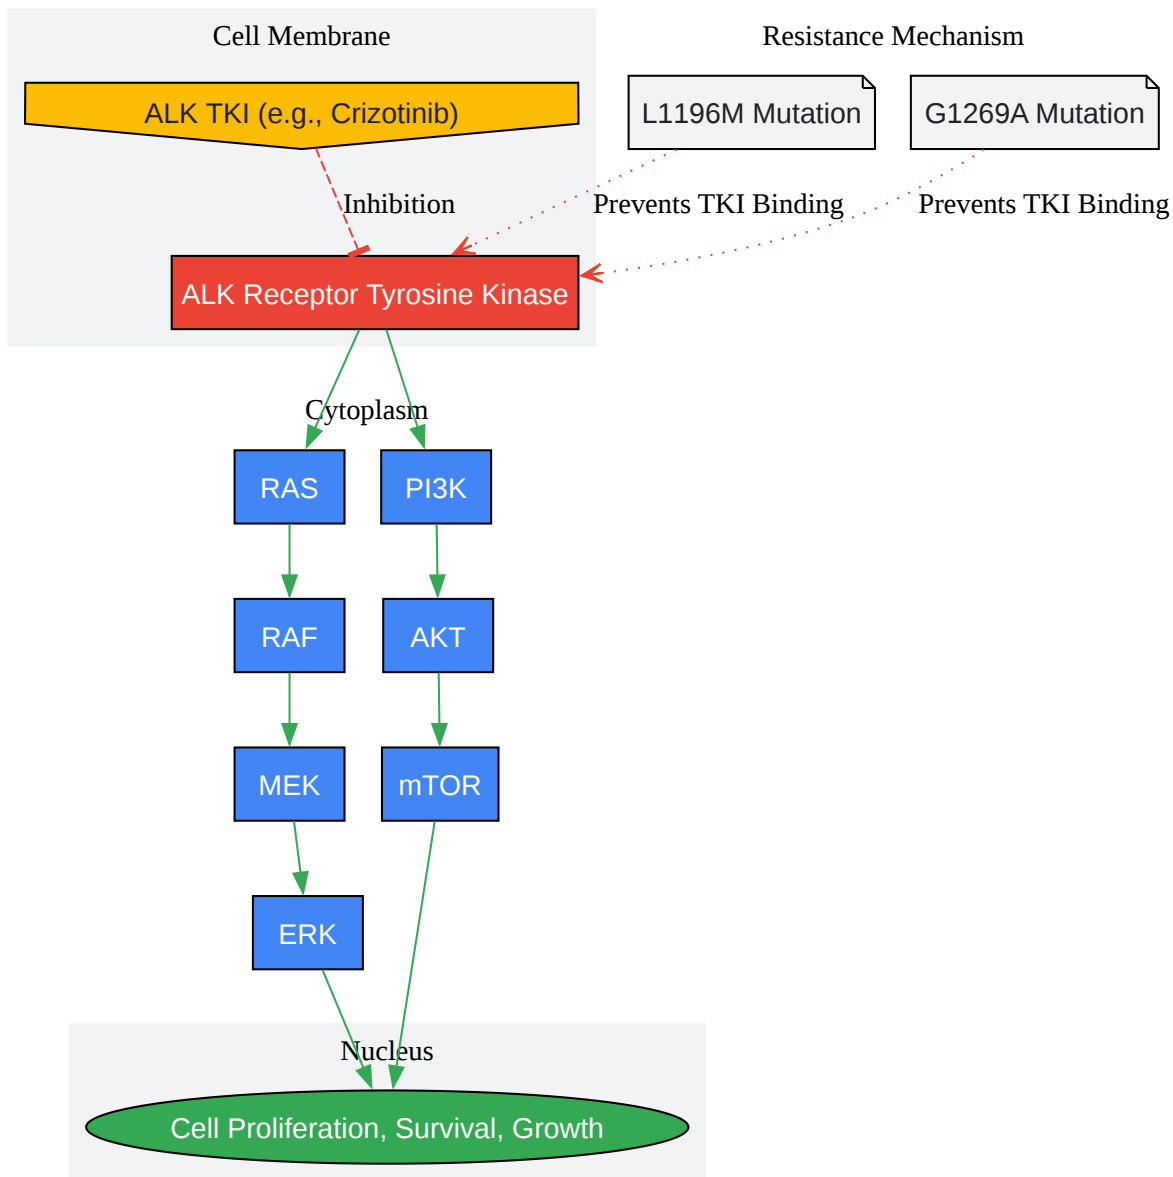 Cell Membrane
Resistance Mechanism
ALK TKI (e.g., Crizotinib)
L1196M Mutation
G1269A Mutation
Inhibition
Prevents TKI Binding
Prevents TKI Binding
ALK Receptor Tyrosine Kinase
Cytoplasm
RAS
PI3K
RAF
AKT
MEK
mTOR
ERK
Nucleus
Cell Proliferation, Survival, Growth